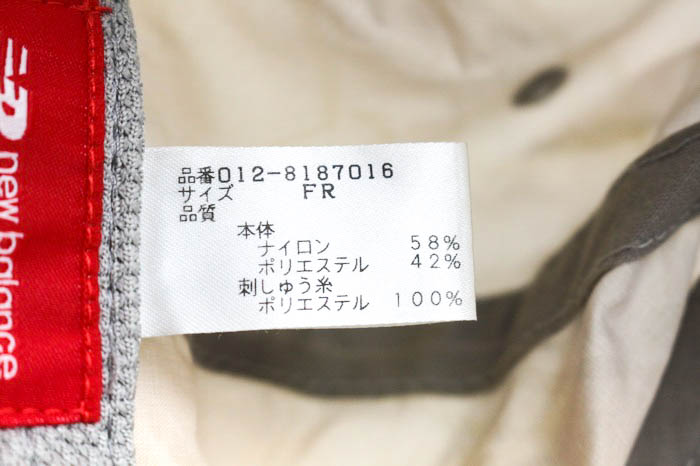 new balance
品番012-8187016
サイズ FR
品質
本体
ナイロン 58%
ポリエステル 42%
刺しゅう糸
ポリエステル 100%